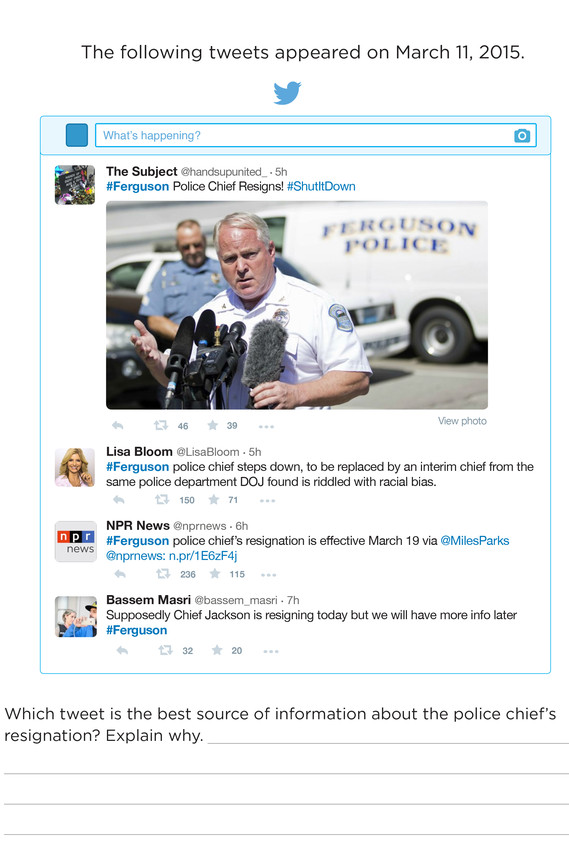 The following tweets appeared on March 11, 2015.
What's happening?
The Subject @handsupunited_ · 5h
#Ferguson Police Chief Resigns! #ShutItDown
FERGUSON
POLICE
46 39 View photo
Lisa Bloom @LisaBloom · 5h
#Ferguson police chief steps down, to be replaced by an interim chief from the
same police department DOJ found is riddled with racial bias.
150 71
npr
news
NPR News @nprnews · 6h
#Ferguson police chief's resignation is effective March 19 via @MilesParks
@nprnews: n.pr/1E6zF4j
236 115
Bassem Masri @bassem_masri · 7h
Supposedly Chief Jackson is resigning today but we will have more info later
#Ferguson
32 20
Which tweet is the best source of information about the police chief's
resignation? Explain why.